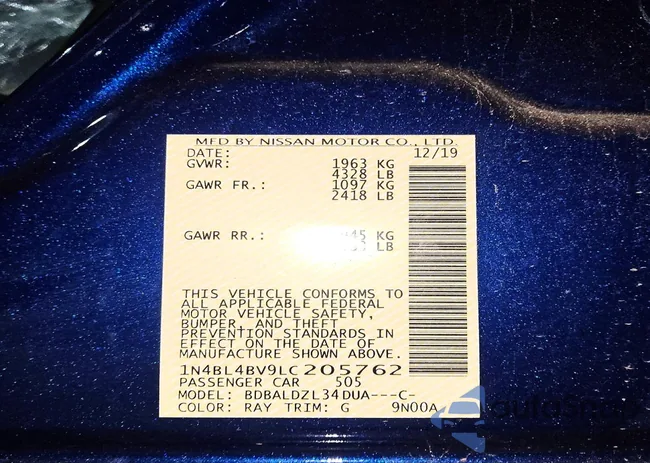 MFD BY NISSAN MOTOR CO., LTD.
DATE: 12/19
GVWR: 1963 KG
4328 LB
GAWR FR.: 1097 KG
2418 LB
GAWR RR.: KG
LB
THIS VEHICLE CONFORMS TO
ALL APPLICABLE FEDERAL
MOTOR VEHICLE SAFETY,
BUMPER, AND THEFT
PREVENTION STANDARDS IN
EFFECT ON THE DATE OF
MANUFACTURE SHOWN ABOVE.
1N4BL4BV9LC205762
PASSENGER CAR 505
MODEL: BDBALDZL34DUA---C-
COLOR: RAY TRIM: G 9N00A